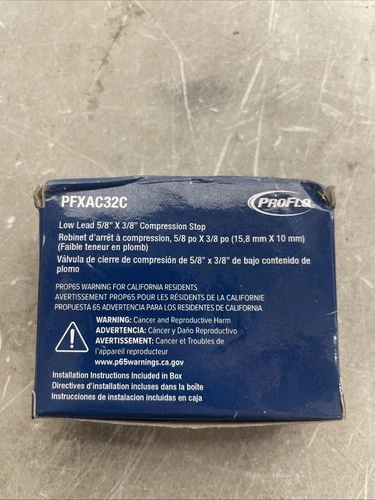 PFXAC32C
PROFLO
Low Lead 5/8" X 3/8" Compression Stop
Robinet d'arrêt à compression, 5/8 po X 3/8 po (15,8 mm X 10 mm)
(Faible teneur en plomb)
Válvula de cierre de compresión de 5/8" x 3/8" de bajo contenido de
plomo
PROP65 WARNING FOR CALIFORNIA RESIDENTS
AVERTISSEMENT PROP65 POUR LES RÉSIDENTS DE LA CALIFORNIE
PROPUESTA 65 ADVERTENCIA PARA LOS RESIDENTES DE CALIFORNIA
WARNING: Cancer and Reproductive Harm
ADVERTENCIA: Cáncer y Daño Reproductivo
AVERTISSEMENT: Cancer et Troubles de
l'appareil reproducteur
www.p65warnings.ca.gov
Installation Instructions Included in Box
Directives d'installation incluses dans la boîte
Instrucciones de instalacion incluidas en caja